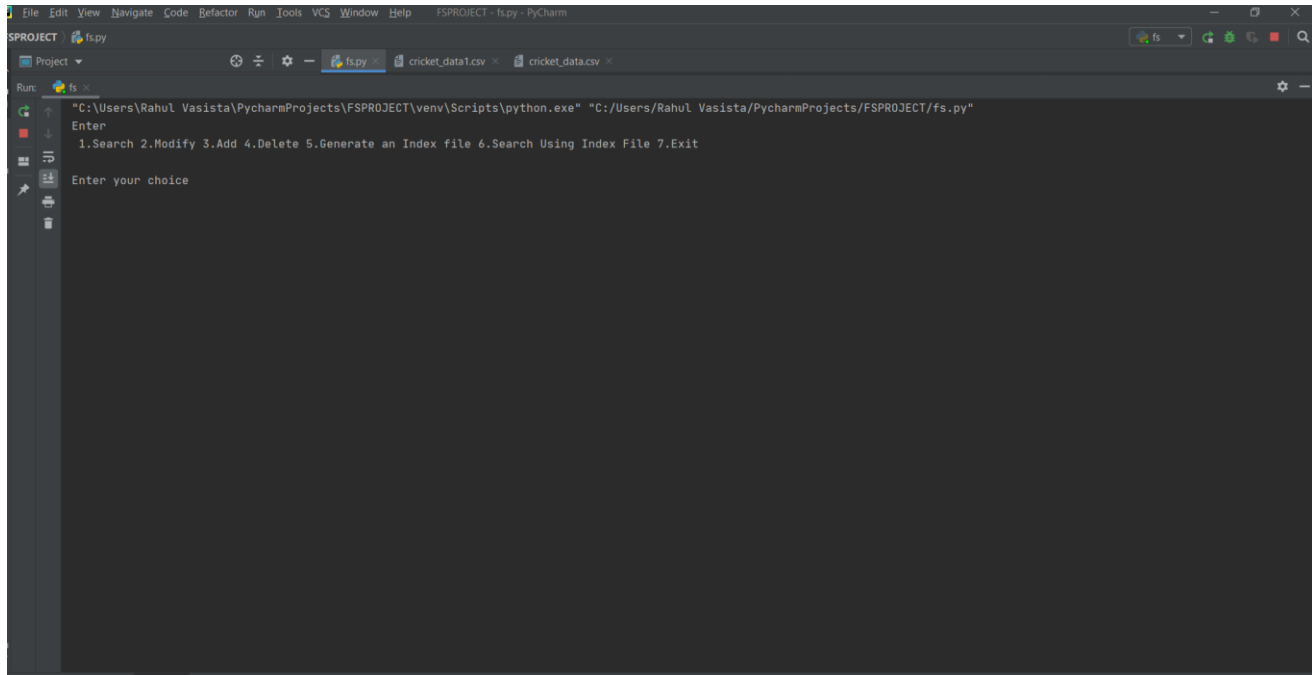 File Edit View Navigate Code Refactor Run Tools VCS Window Help FSPROJECT - fs.py - PyCharm
SPROJECT fs.py fs
Project fs.py cricket_data1.csv cricket_data.csv
Run: fs
"C:\Users\Rahul Vasista\PycharmProjects\FSPROJECT\venv\Scripts\python.exe" "C:/Users/Rahul Vasista/PycharmProjects/FSPROJECT/fs.py"
Enter
1.Search 2.Modify 3.Add 4.Delete 5.Generate an Index file 6.Search Using Index File 7.Exit
Enter your choice